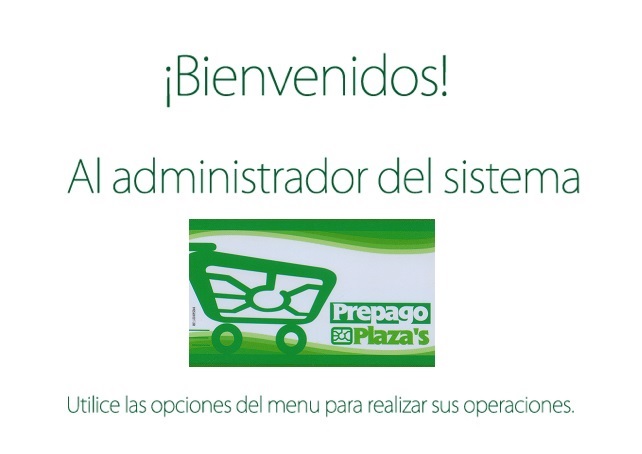 ¡Bienvenidos!
Al administrador del sistema
Prepago
Plaza's
Utilice las opciones del menu para realizar sus operaciones.